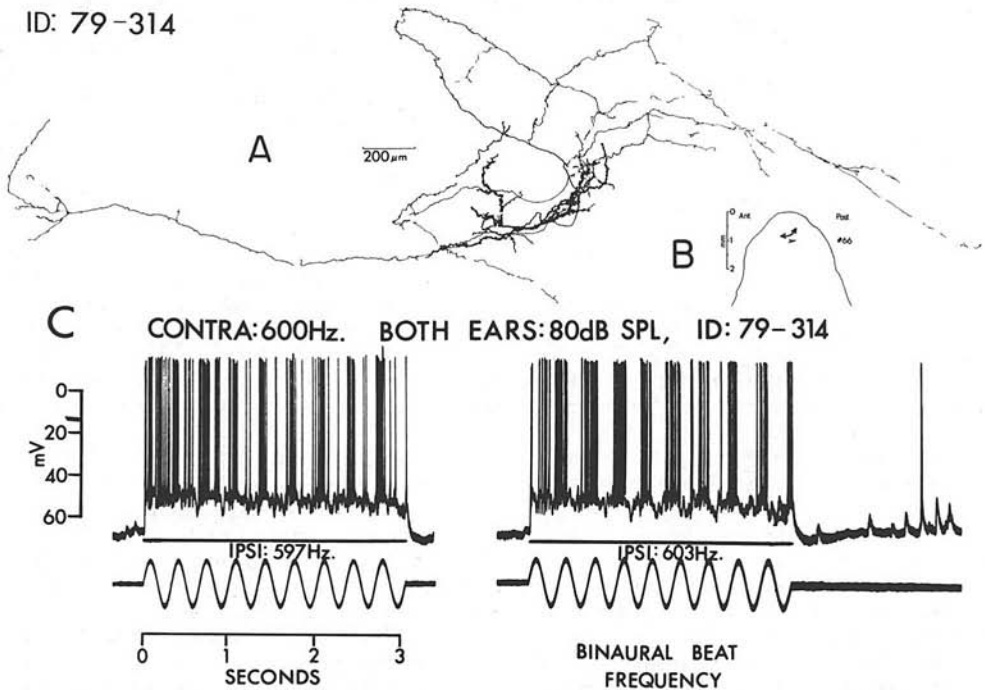 ID: 79-314
A
200 μm
B
0
1
2
mm
Ant
Post
#66
C
CONTRA: 600Hz. BOTH EARS: 80dB SPL, ID: 79-314
0
20
40
60
mV
IPSI: 597Hz.
IPSI: 603Hz.
0 1 2 3
SECONDS
BINAURAL BEAT
FREQUENCY